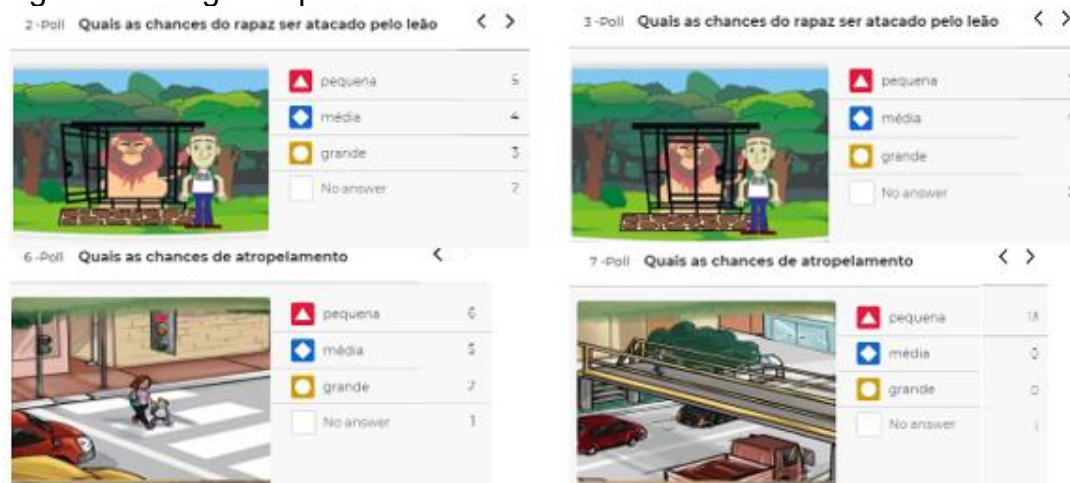 2-Poll Quais as chances do rapaz ser atacado pelo leão < >
pequena 5
média 4
grande 3
No answer
3-Poll Quais as chances do rapaz ser atacado pelo leão < >
pequena
média
grande
No answer
6-Poll Quais as chances de atropelamento <
pequena 6
média 5
grande 2
No answer 1
7-Poll Quais as chances de atropelamento < >
pequena
média 0
grande 0
No answer